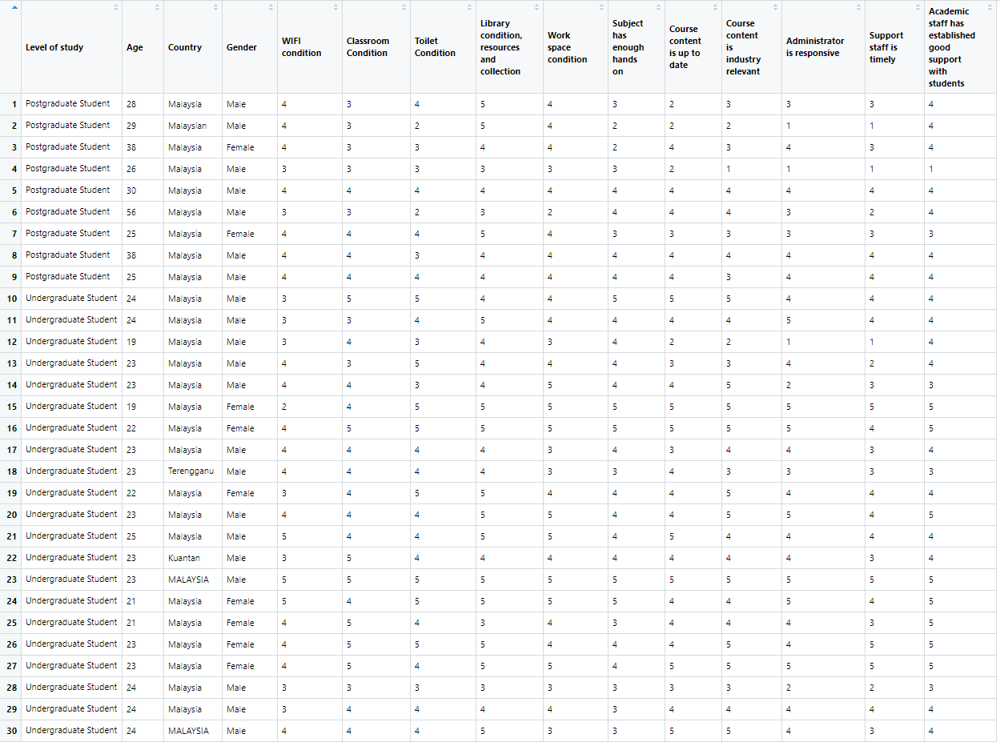 Level of study Age Country Gender WIFI condition Classroom Condition Toilet Condition Library condition, resources and collection Work space condition Subject has enough hands on Course content is up to date Course content is industry relevant Administrator is responsive Support staff is timely Academic staff has established good support with students
1 Postgraduate Student 28 Malaysia Male 4 3 4 5 4 3 2 3 3 3 4
2 Postgraduate Student 29 Malaysian Male 4 3 2 5 4 2 2 2 1 1 4
3 Postgraduate Student 38 Malaysia Female 4 3 3 4 4 2 4 3 4 3 4
4 Postgraduate Student 26 Malaysia Male 3 3 3 3 3 3 2 1 1 1 1
5 Postgraduate Student 30 Malaysia Male 4 4 4 4 4 4 4 4 4 4 4
6 Postgraduate Student 56 Malaysia Male 3 3 2 3 2 4 4 4 3 2 4
7 Postgraduate Student 25 Malaysia Female 4 4 4 5 4 3 3 3 3 3 3
8 Postgraduate Student 38 Malaysia Male 4 4 3 4 4 4 4 4 4 4 4
9 Postgraduate Student 25 Malaysia Male 4 4 4 4 4 4 4 3 4 4 4
10 Undergraduate Student 24 Malaysia Male 3 5 5 4 4 5 5 5 4 4 4
11 Undergraduate Student 24 Malaysia Male 3 3 4 5 4 4 4 4 5 4 4
12 Undergraduate Student 19 Malaysia Male 3 4 3 4 3 4 2 2 1 1 4
13 Undergraduate Student 23 Malaysia Male 4 3 5 4 4 4 3 3 4 2 4
14 Undergraduate Student 23 Malaysia Male 4 4 3 4 5 4 4 5 2 3 3
15 Undergraduate Student 19 Malaysia Female 2 4 5 5 5 5 5 5 5 5 5
16 Undergraduate Student 22 Malaysia Female 4 5 5 5 5 5 5 5 5 4 5
17 Undergraduate Student 23 Malaysia Male 4 4 4 4 3 4 3 4 4 3 4
18 Undergraduate Student 23 Terengganu Male 4 4 4 4 3 3 4 3 3 3 3
19 Undergraduate Student 22 Malaysia Female 3 4 5 5 4 4 4 5 4 4 4
20 Undergraduate Student 23 Malaysia Male 4 4 4 5 5 4 4 5 5 4 5
21 Undergraduate Student 25 Malaysia Male 5 4 4 5 5 4 5 4 4 4 4
22 Undergraduate Student 23 Kuantan Male 3 5 4 4 4 4 4 4 4 3 4
23 Undergraduate Student 23 MALAYSIA Male 5 5 5 5 5 5 5 5 5 5 5
24 Undergraduate Student 21 Malaysia Female 5 4 5 5 5 5 4 4 5 4 5
25 Undergraduate Student 21 Malaysia Female 4 5 4 3 4 3 4 4 4 3 5
26 Undergraduate Student 23 Malaysia Female 4 5 5 5 4 4 4 5 4 5 5
27 Undergraduate Student 23 Malaysia Female 4 5 4 5 5 4 5 5 5 5 5
28 Undergraduate Student 24 Malaysia Male 3 3 3 3 3 3 3 3 2 2 3
29 Undergraduate Student 24 Malaysia Male 3 4 4 4 4 3 4 4 4 4 4
30 Undergraduate Student 24 MALAYSIA Male 4 4 4 5 3 3 5 5 4 3 4